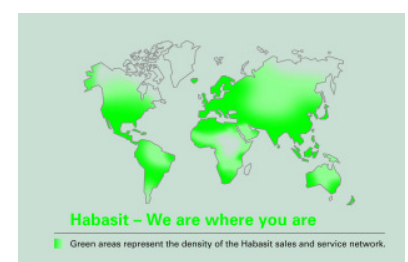 Habasit – We are where you are
Green areas represent the density of the Habasit sales and service network.